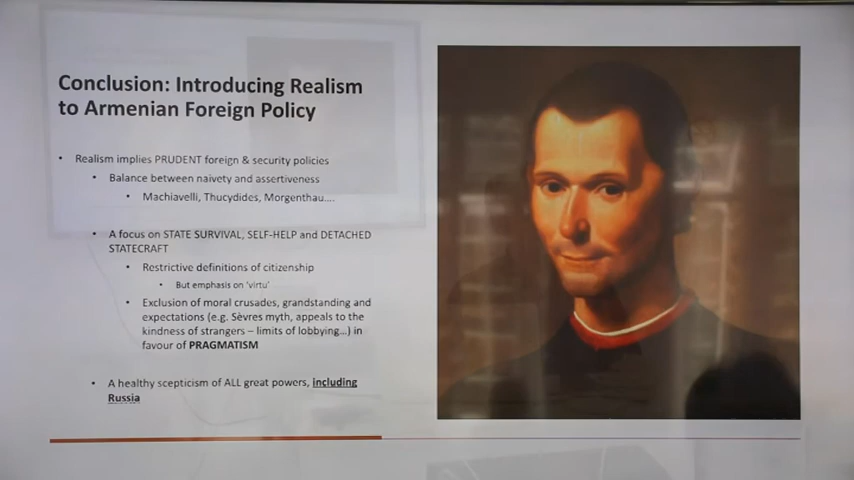 Conclusion: Introducing Realism
to Armenian Foreign Policy
• Realism implies PRUDENT foreign & security policies
• Balance between naivety and assertiveness
• Machiavelli, Thucydides, Morgenthau....
• A focus on STATE SURVIVAL, SELF-HELP and DETACHED
STATECRAFT
• Restrictive definitions of citizenship
• But emphasis on ‘virtu’
• Exclusion of moral crusades, grandstanding and
expectations (e.g. Sèvres myth, appeals to the
kindness of strangers – limits of lobbying...) in
favour of PRAGMATISM
• A healthy scepticism of ALL great powers, including
Russia